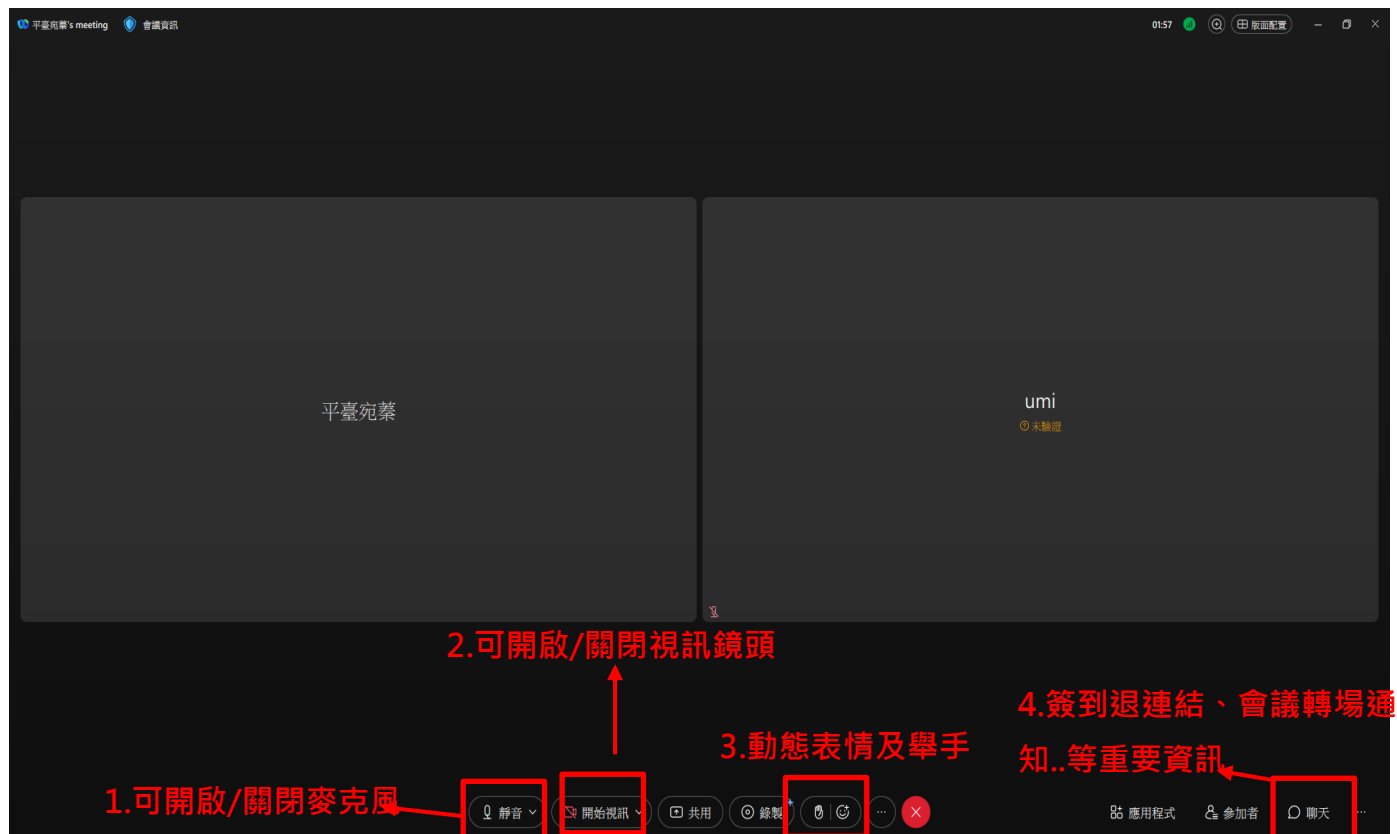 平臺宛蓁's meeting 會議資訊 01:57 版面配置
平臺宛蓁
umi
未驗證
2.可開啟/關閉視訊鏡頭
4.簽到退連結、會議轉場通
知..等重要資訊
3.動態表情及舉手
1.可開啟/關閉麥克風
靜音 開始視訊 共用 錄製 應用程式 參加者 聊天